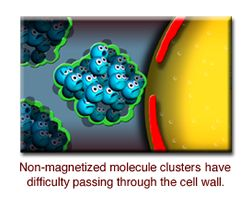 Non-magnetized molecule clusters have
difficulty passing through the cell wall.